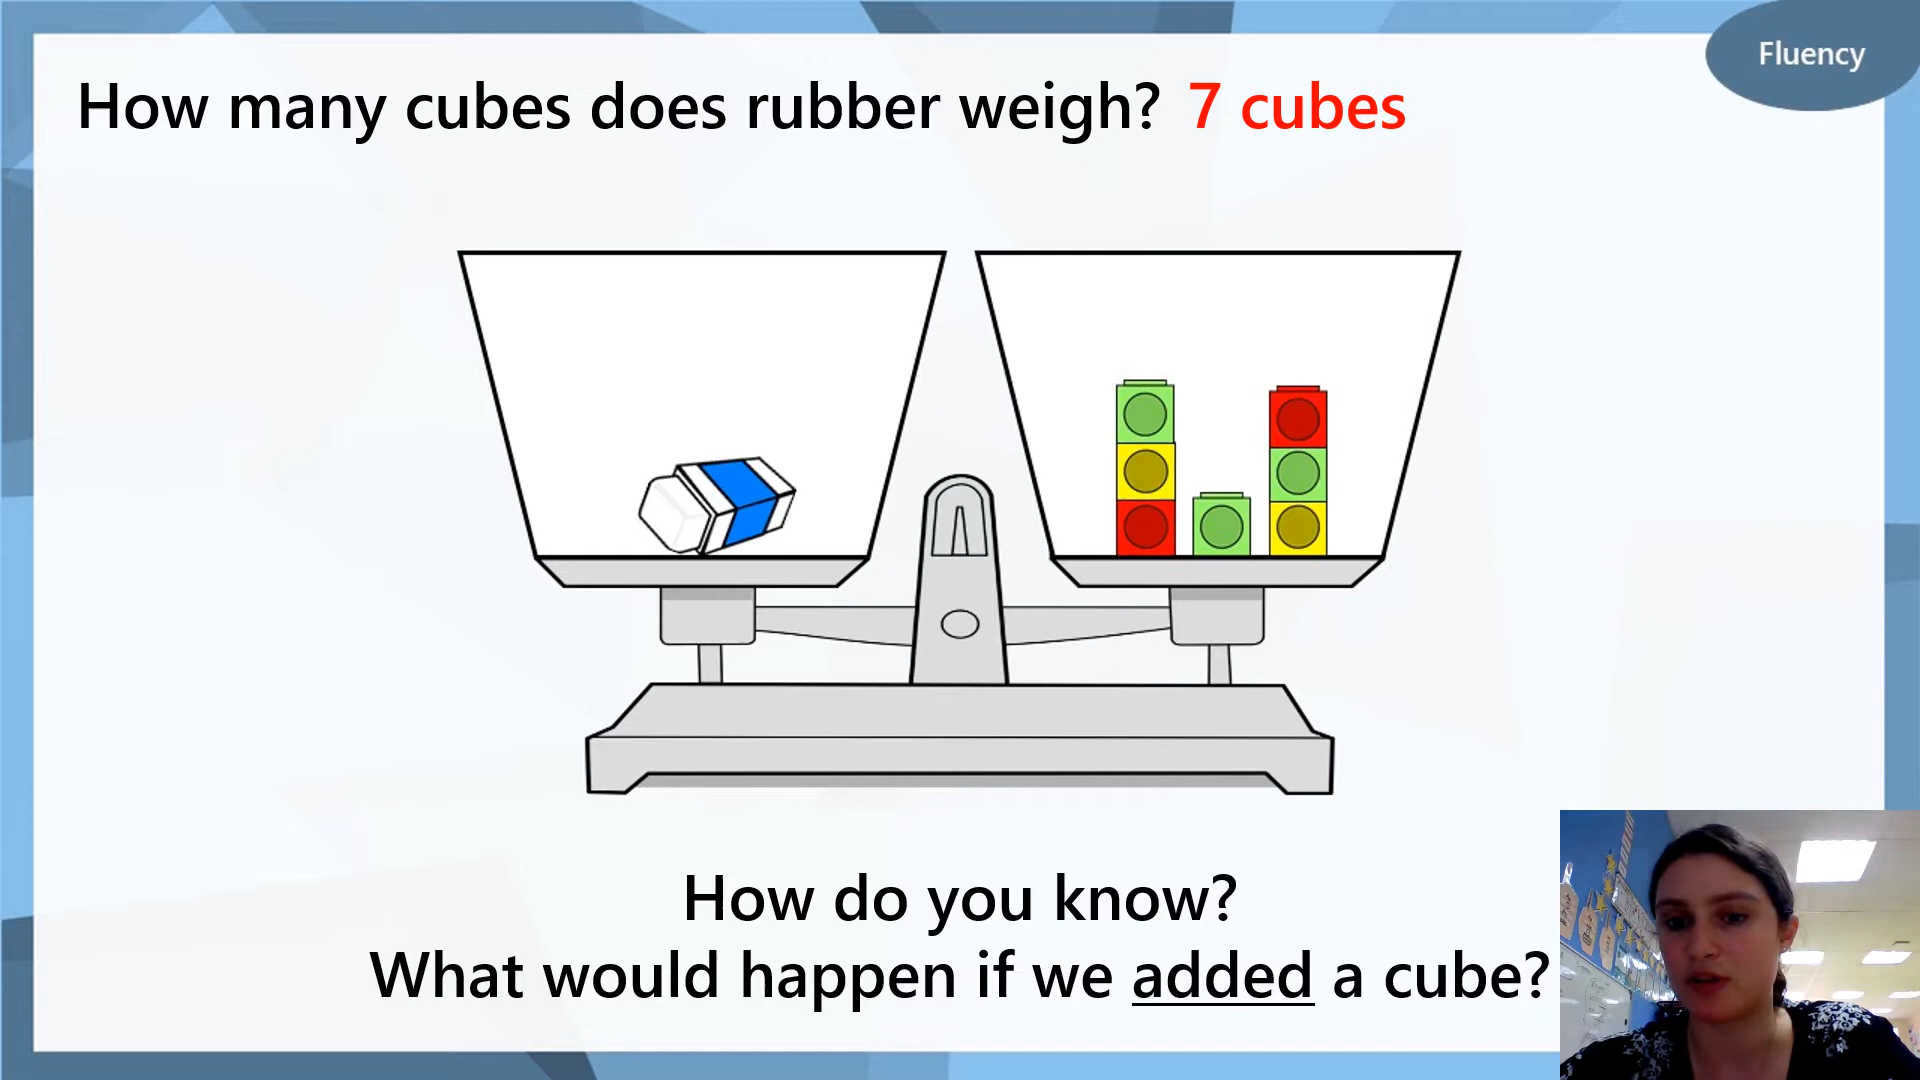 Fluency
How many cubes does rubber weigh? 7 cubes
How do you know?
What would happen if we added a cube?